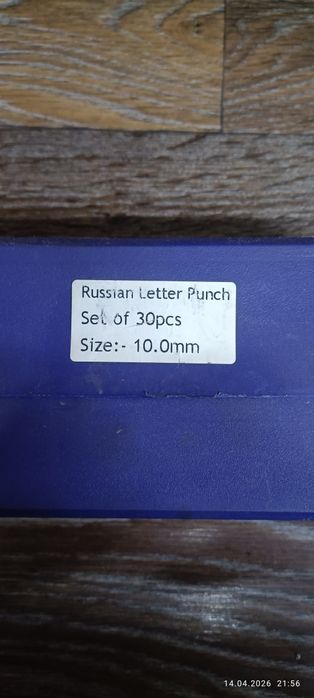 Russian Letter Punch
Set of 30pcs
Size:- 10.0mm
14.04.2026 21:56